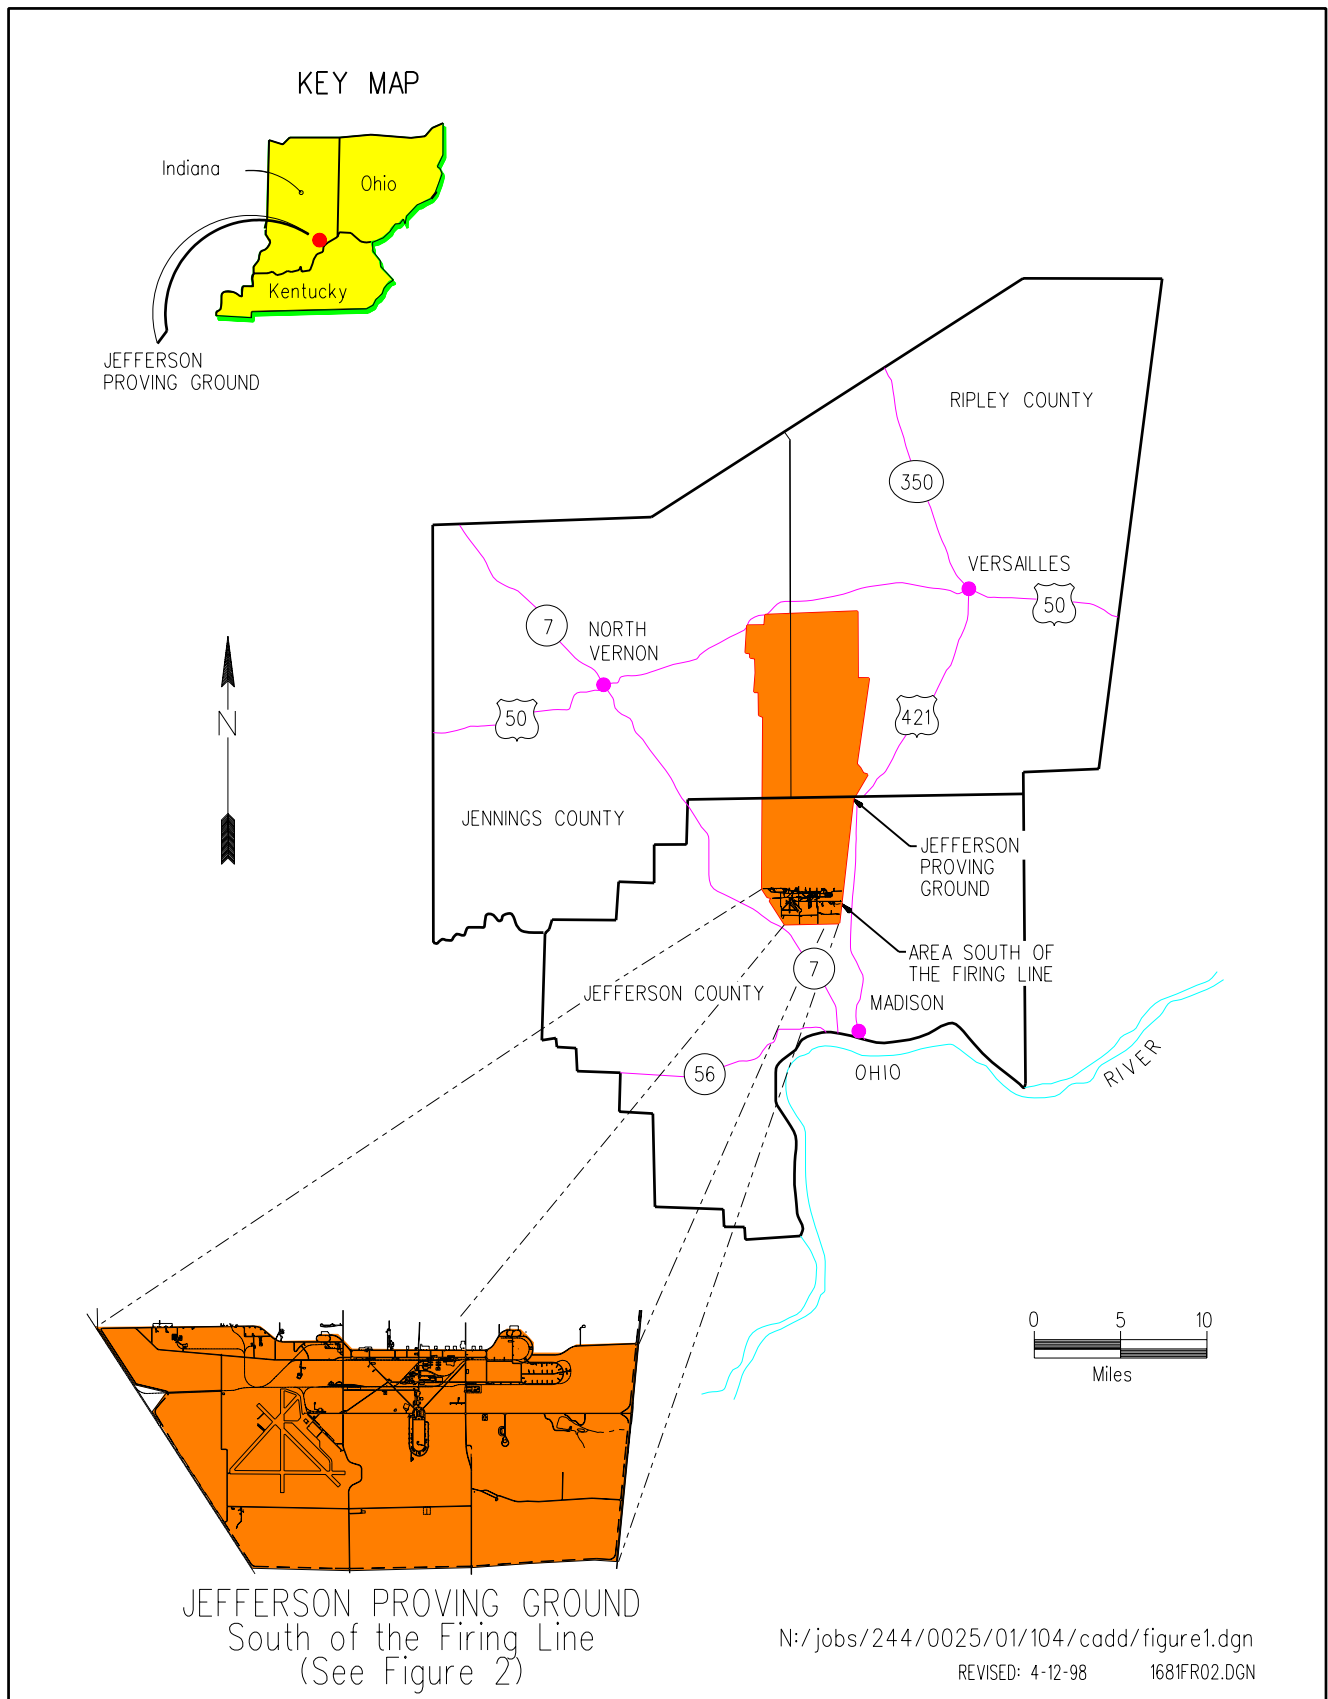 KEY MAP
Indiana
Ohio
Kentucky
JEFFERSON
PROVING GROUND
RIPLEY COUNTY
350
VERSAILLES
50
7
NORTH
VERNON
50
421
N
JENNINGS COUNTY
JEFFERSON
PROVING
GROUND
AREA SOUTH OF
THE FIRING LINE
7
JEFFERSON COUNTY
MADISON
56
OHIO
RIVER
0 5 10
Miles
JEFFERSON PROVING GROUND
South of the Firing Line
(See Figure 2)
N:/jobs/244/0025/01/104/cadd/figure1.dgn
REVISED: 4-12-98 1681FR02.DGN